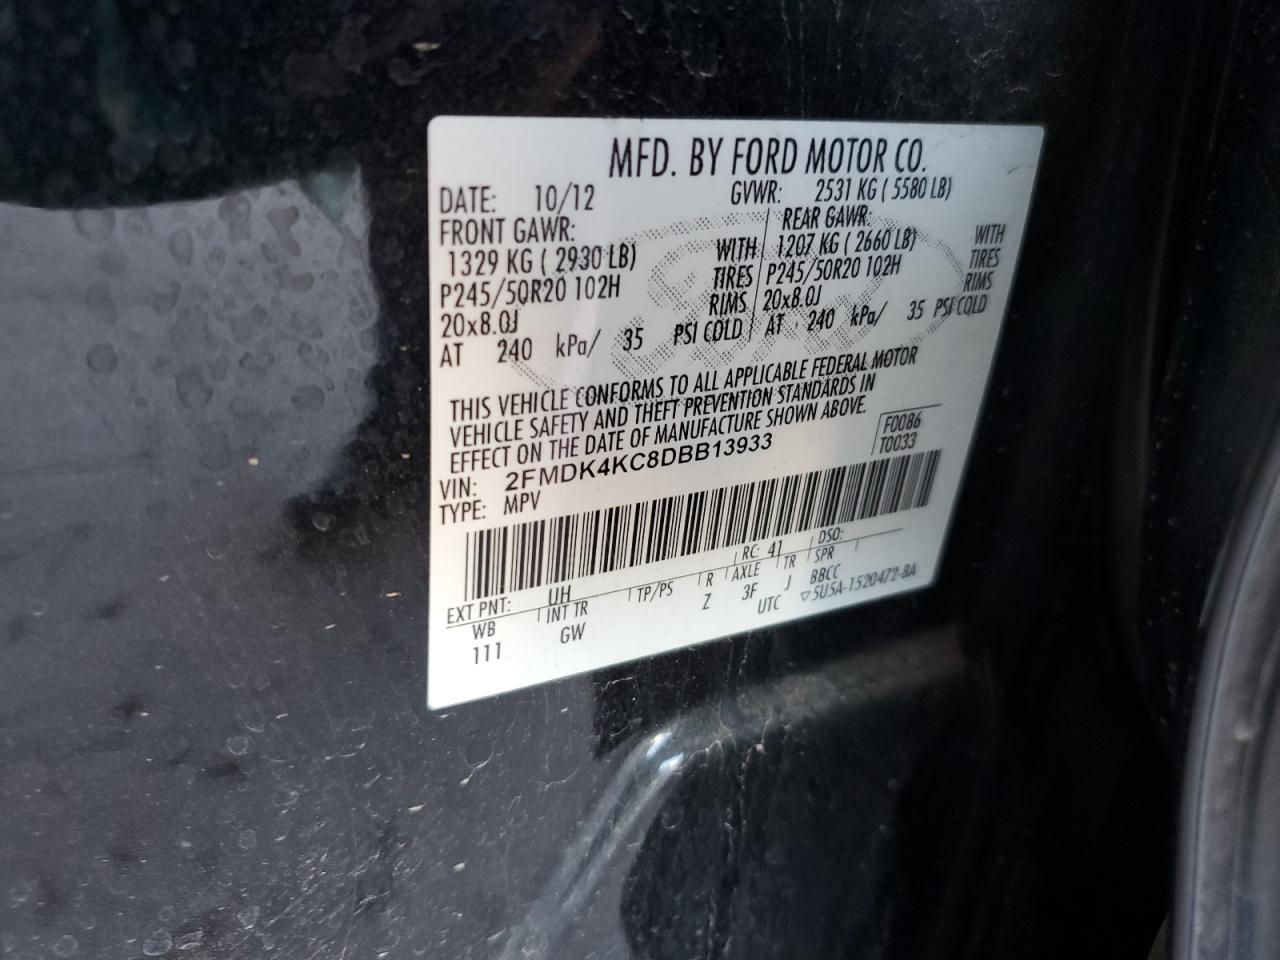 MFD. BY FORD MOTOR CO.
DATE: 10/12 GVWR: 2531 KG ( 5580 LB)
FRONT GAWR: REAR GAWR:
1329 KG ( 2930 LB) WITH 1207 KG ( 2660 LB) WITH
P245/50R20 102H TIRES P245/50R20 102H TIRES
20x8.0J RIMS 20x8.0J RIMS
AT 240 kPa/ 35 PSI COLD AT 240 kPa/ 35 PSI COLD
THIS VEHICLE CONFORMS TO ALL APPLICABLE FEDERAL MOTOR
VEHICLE SAFETY AND THEFT PREVENTION STANDARDS IN
EFFECT ON THE DATE OF MANUFACTURE SHOWN ABOVE.
F0086
T0033
VIN: 2FMDK4KC8DBB13933
TYPE: MPV
EXT PNT: UH RC: 41 DSO:
WB INT TR TP/PS R AXLE TR SPR
111 GW Z 3F J BBCC
UTC ▽5U5A-1520472-BA